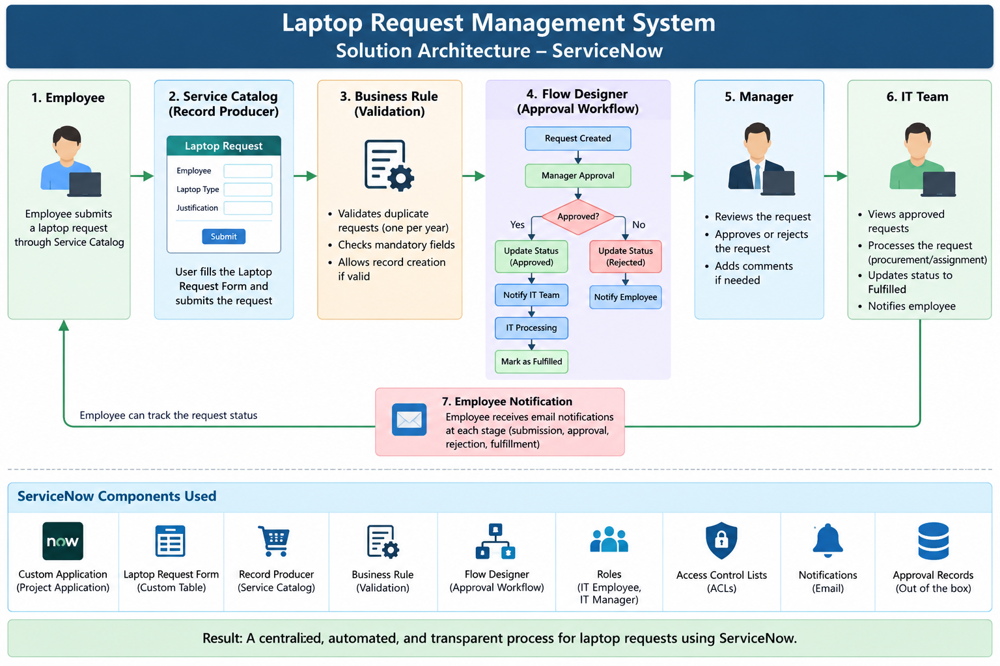 Laptop Request Management System
Solution Architecture – ServiceNow
1. Employee
Employee submits
a laptop request
through Service Catalog
2. Service Catalog
(Record Producer)
Laptop Request
Employee
Laptop Type
Justification
Submit
User fills the Laptop
Request Form and
submits the request
3. Business Rule
(Validation)
• Validates duplicate
requests (one per year)
• Checks mandatory fields
• Allows record creation
if valid
4. Flow Designer
(Approval Workflow)
Request Created
Manager Approval
Approved?
Yes
No
Update Status
(Approved)
Update Status
(Rejected)
Notify IT Team
Notify Employee
IT Processing
Mark as Fulfilled
5. Manager
• Reviews the request
• Approves or rejects
the request
• Adds comments
if needed
6. IT Team
• Views approved
requests
• Processes the request
(procurement/assignment)
• Updates status to
Fulfilled
• Notifies employee
7. Employee Notification
Employee receives email notifications
at each stage (submission, approval,
rejection, fulfillment)
Employee can track the request status
ServiceNow Components Used
now
Custom Application
(Project Application)
Laptop Request Form
(Custom Table)
Record Producer
(Service Catalog)
Business Rule
(Validation)
Flow Designer
(Approval Workflow)
Roles
(IT Employee,
IT Manager)
Access Control Lists
(ACLs)
Notifications
(Email)
Approval Records
(Out of the box)
Result: A centralized, automated, and transparent process for laptop requests using ServiceNow.